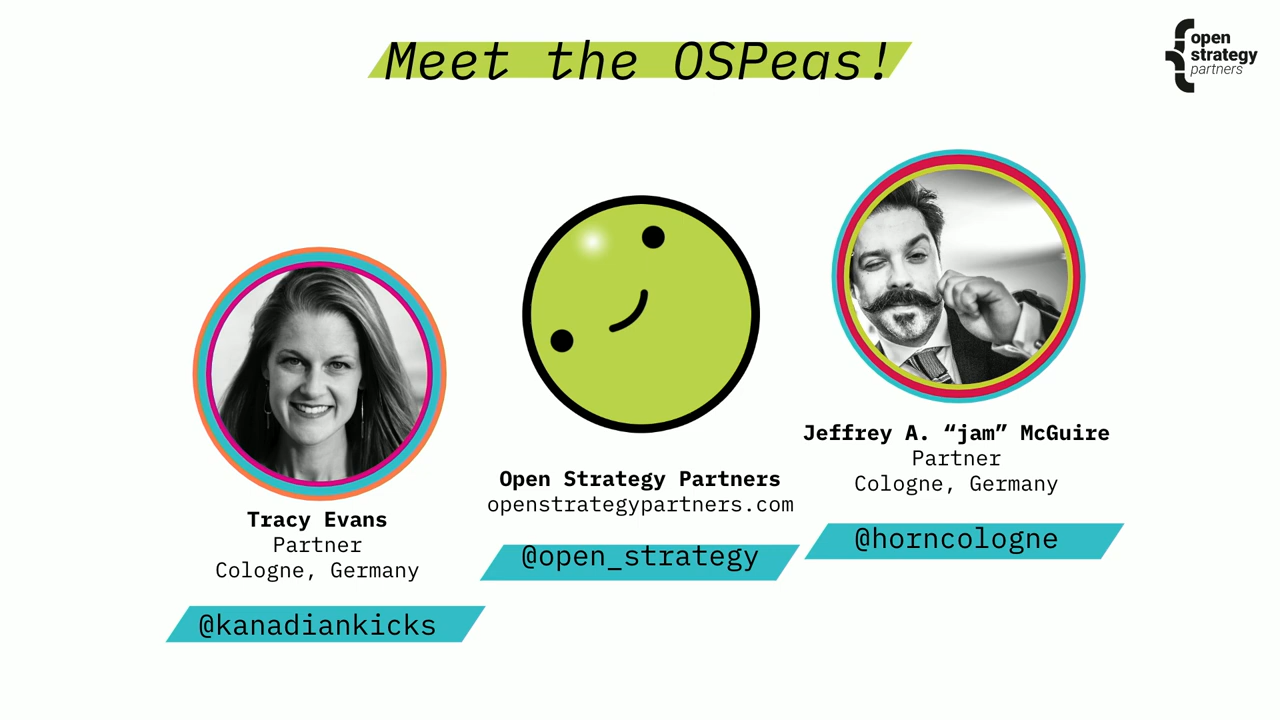 Meet the OSPeas!
open
strategy
partners
Tracy Evans
Partner
Cologne, Germany
@kanadiankicks
Open Strategy Partners
openstrategypartners.com
@open_strategy
Jeffrey A. “jam” McGuire
Partner
Cologne, Germany
@horncologne